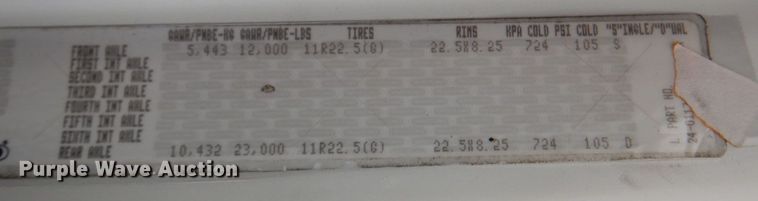 GAWR/PNBE-KG GAWR/PNBE-LBS TIRES RIMS KPA COLD PSI COLD "S"INGLE/"D"UAL
FRONT AXLE 5,443 12,000 11R22.5(G) 22.5X8.25 724 105 S
FIRST INT AXLE
SECOND INT AXLE
THIRD INT AXLE
FOURTH INT AXLE
FIFTH INT AXLE
SIXTH INT AXLE
REAR AXLE 10,432 23,000 11R22.5(G) 22.5X8.25 724 105 D
L PART NO.
Purple Wave Auction